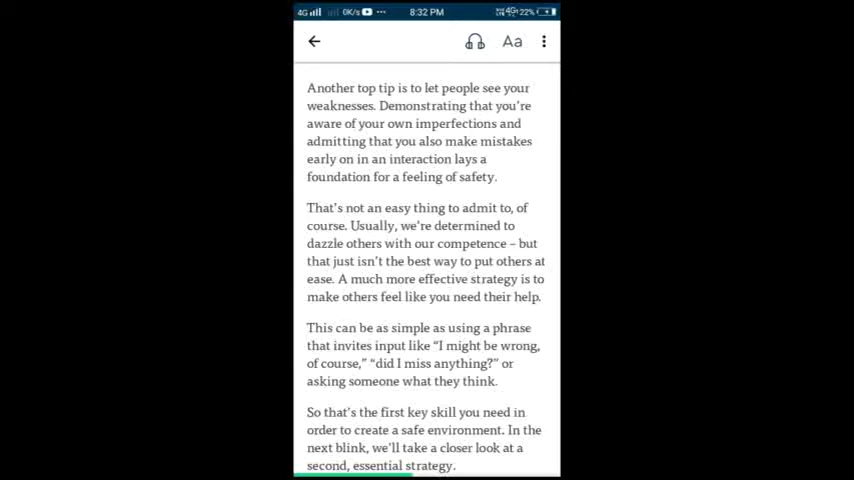 4G 0K/s ••• 8:32 PM 4G 22%
Aa
Another top tip is to let people see your
weaknesses. Demonstrating that you're
aware of your own imperfections and
admitting that you also make mistakes
early on in an interaction lays a
foundation for a feeling of safety.
That's not an easy thing to admit to, of
course. Usually, we're determined to
dazzle others with our competence – but
that just isn't the best way to put others at
ease. A much more effective strategy is to
make others feel like you need their help.
This can be as simple as using a phrase
that invites input like “I might be wrong,
of course,” “did I miss anything?” or
asking someone what they think.
So that's the first key skill you need in
order to create a safe environment. In the
next blink, we'll take a closer look at a
second, essential strategy.